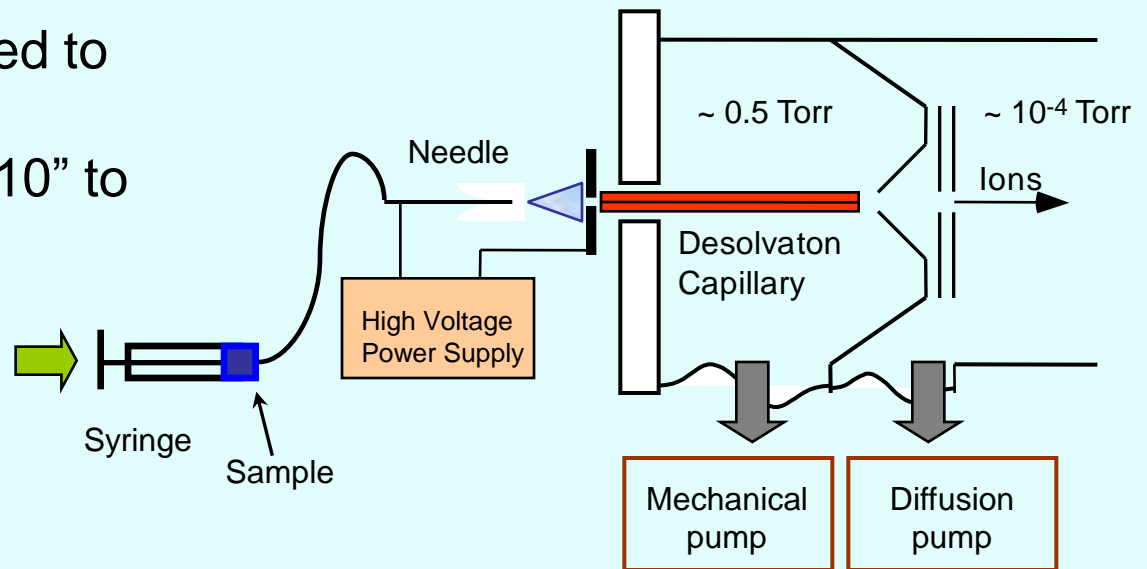 ed to
10” to
~ 0.5 Torr
~ 10-4 Torr
Needle
Ions
Desolvaton
Capillary
High Voltage
Power Supply
Syringe
Sample
Mechanical
pump
Diffusion
pump